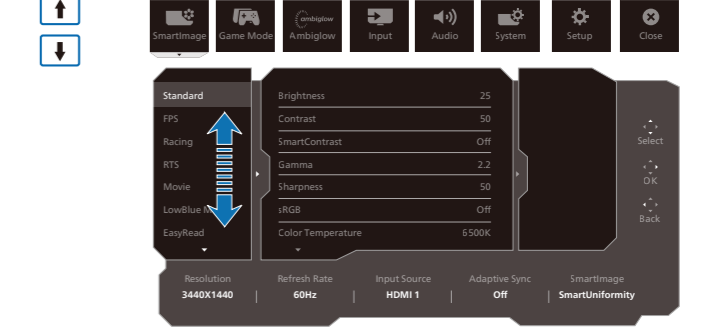 SmartImage Game Mode ambiglow Ambiglow Input Audio System Setup Close
Standard Brightness 25
FPS Contrast 50
Racing SmartContrast Off Select
RTS Gamma 2.2
Movie Sharpness 50 OK
LowBlue sRGB Off Back
EasyRead Color Temperature 6500K
Resolution Refresh Rate Input Source Adaptive Sync SmartImage
3440X1440 | 60Hz | HDMI 1 | Off | SmartUniformity